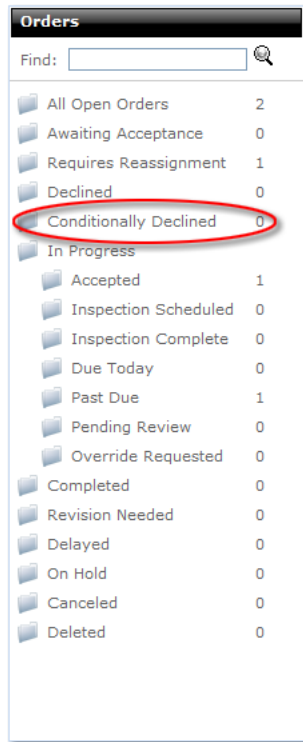 Orders
Find:
All Open Orders 2
Awaiting Acceptance 0
Requires Reassignment 1
Declined 0
Conditionally Declined 0
In Progress
Accepted 1
Inspection Scheduled 0
Inspection Complete 0
Due Today 0
Past Due 1
Pending Review 0
Override Requested 0
Completed 0
Revision Needed 0
Delayed 0
On Hold 0
Canceled 0
Deleted 0